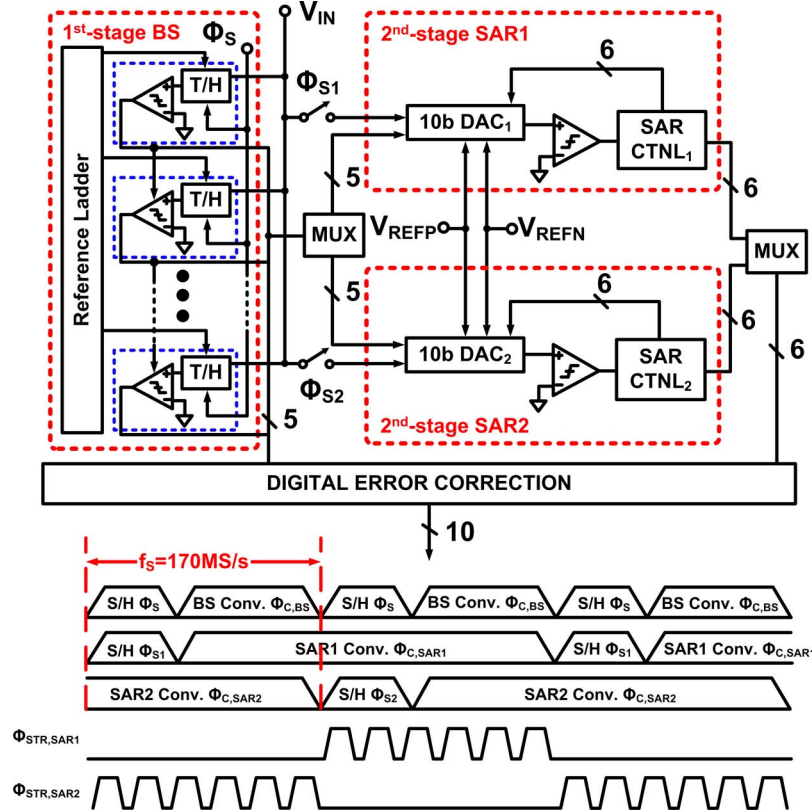 1st-stage BS
ΦS
VIN
2nd-stage SAR1
Reference Ladder
T/H
ΦS1
10b DAC1
6
SAR CTNL1
T/H
5
MUX
VREFP
VREFN
6
MUX
5
6
6
6
T/H
ΦS2
10b DAC2
SAR CTNL2
5
2nd-stage SAR2
DIGITAL ERROR CORRECTION
10
fS=170MS/s
S/H ΦS
BS Conv. ΦC,BS
S/H ΦS
BS Conv. ΦC,BS
S/H ΦS
BS Conv. ΦC,BS
S/H ΦS1
SAR1 Conv. ΦC,SAR1
S/H ΦS1
SAR1 Conv. ΦC,SAR1
SAR2 Conv. ΦC,SAR2
S/H ΦS2
SAR2 Conv. ΦC,SAR2
ΦSTR,SAR1
ΦSTR,SAR2